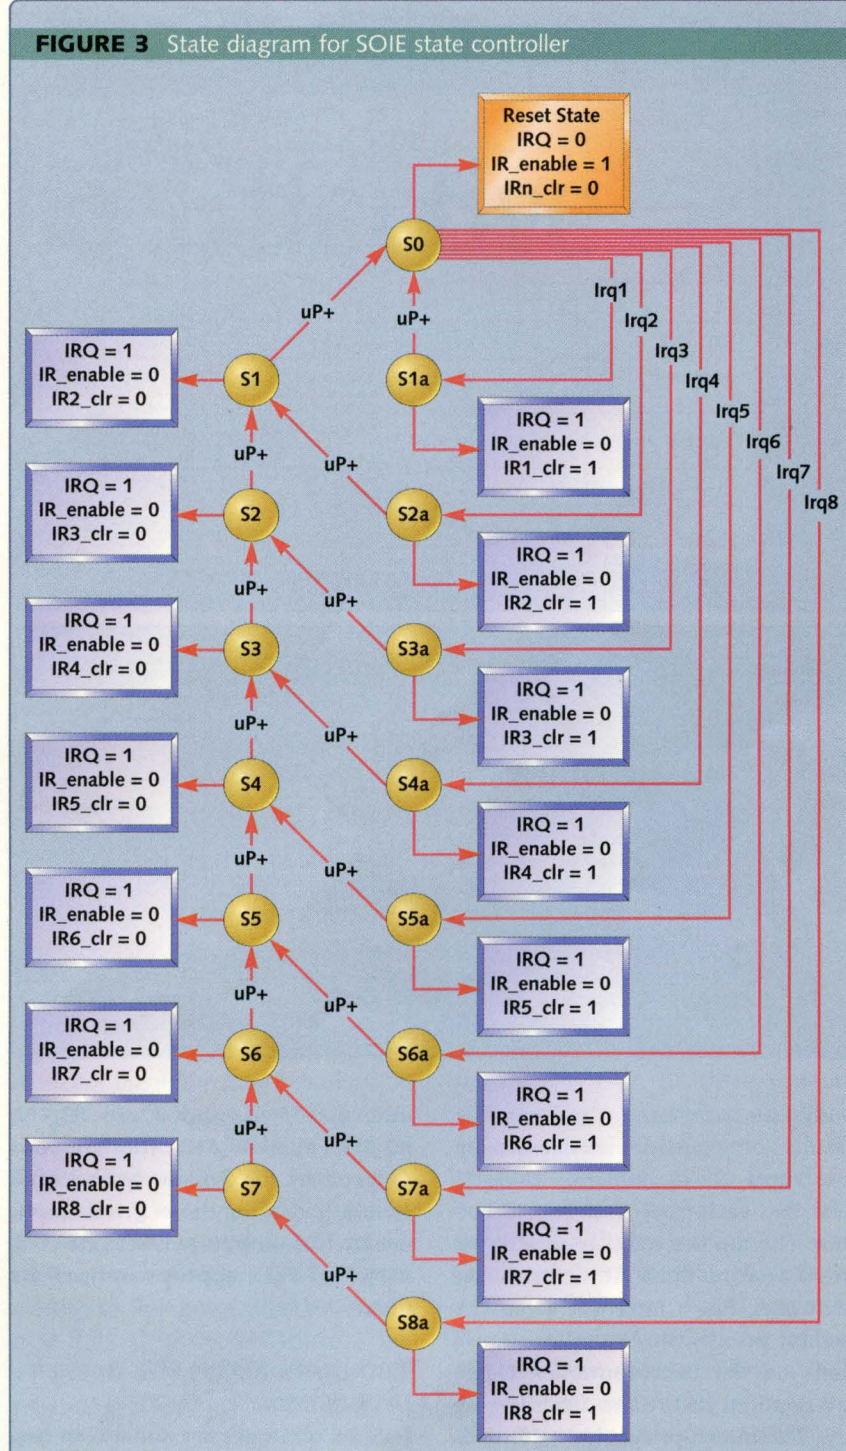 FIGURE 3 State diagram for SOIE state controller
Reset State
IRQ = 0
IR_enable = 1
IRn_clr = 0
S0
Irq1
Irq2
Irq3
Irq4
Irq5
Irq6
Irq7
Irq8
uP+
uP+
IRQ = 1
IR_enable = 0
IR2_clr = 0
S1
S1a
IRQ = 1
IR_enable = 0
IR1_clr = 1
uP+
uP+
IRQ = 1
IR_enable = 0
IR3_clr = 0
S2
S2a
IRQ = 1
IR_enable = 0
IR2_clr = 1
uP+
uP+
IRQ = 1
IR_enable = 0
IR4_clr = 0
S3
S3a
IRQ = 1
IR_enable = 0
IR3_clr = 1
uP+
uP+
IRQ = 1
IR_enable = 0
IR5_clr = 0
S4
S4a
IRQ = 1
IR_enable = 0
IR4_clr = 1
uP+
uP+
IRQ = 1
IR_enable = 0
IR6_clr = 0
S5
S5a
IRQ = 1
IR_enable = 0
IR5_clr = 1
uP+
uP+
IRQ = 1
IR_enable = 0
IR7_clr = 0
S6
S6a
IRQ = 1
IR_enable = 0
IR6_clr = 1
uP+
uP+
IRQ = 1
IR_enable = 0
IR8_clr = 0
S7
S7a
IRQ = 1
IR_enable = 0
IR7_clr = 1
uP+
S8a
IRQ = 1
IR_enable = 0
IR8_clr = 1